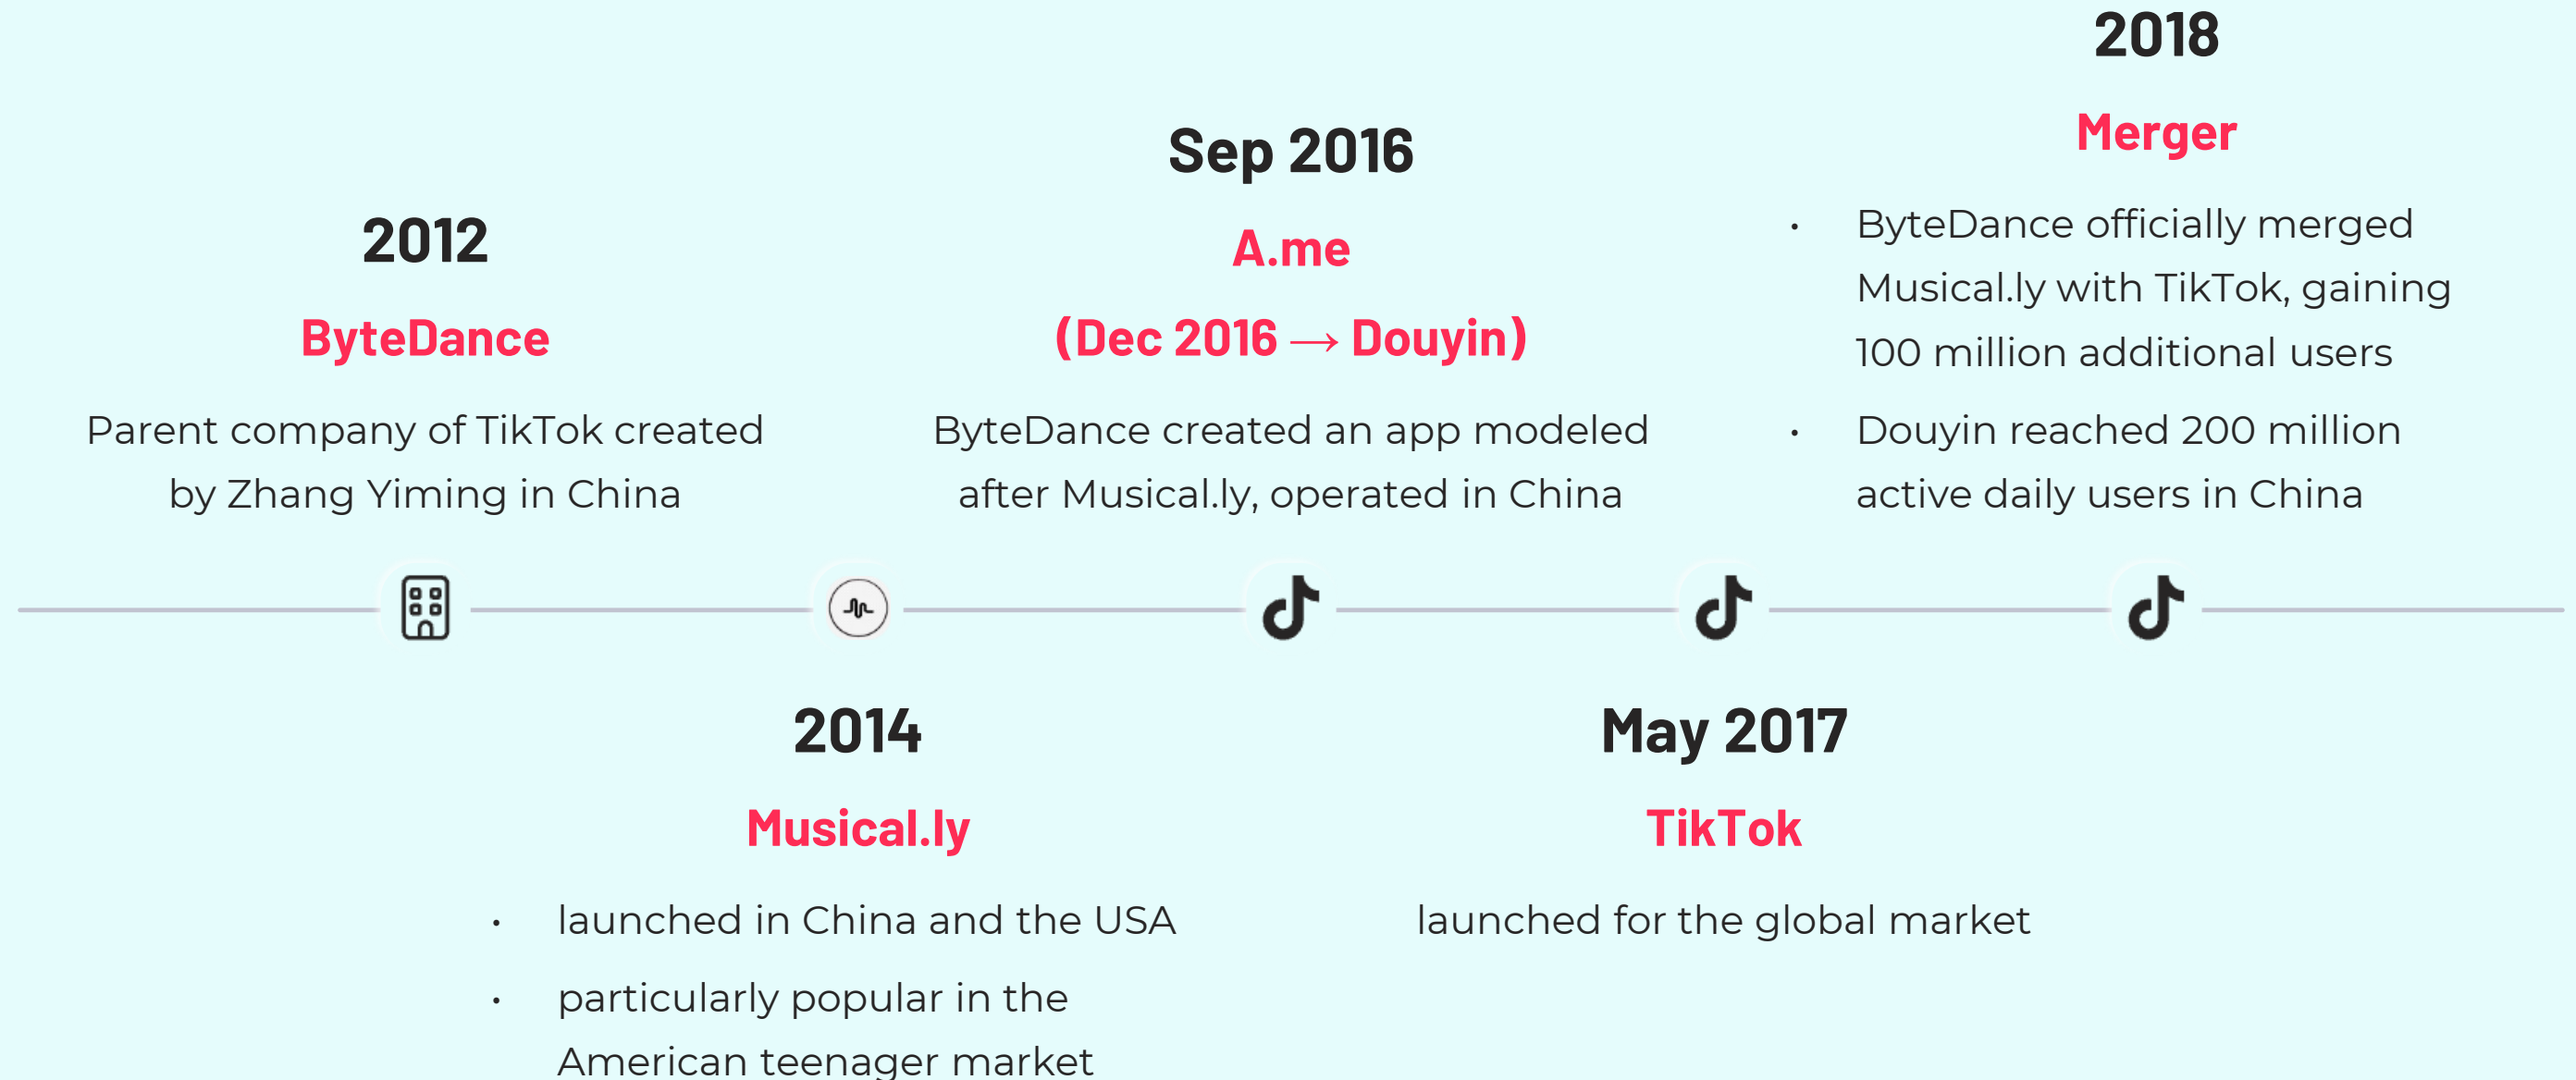 2012
ByteDance
Parent company of TikTok created
by Zhang Yiming in China
2014
Musical.ly
• launched in China and the USA
• particularly popular in the
American teenager market
Sep 2016
A.me
(Dec 2016 → Douyin)
ByteDance created an app modeled
after Musical.ly, operated in China
May 2017
TikTok
launched for the global market
2018
Merger
• ByteDance officially merged
Musical.ly with TikTok, gaining
100 million additional users
• Douyin reached 200 million
active daily users in China